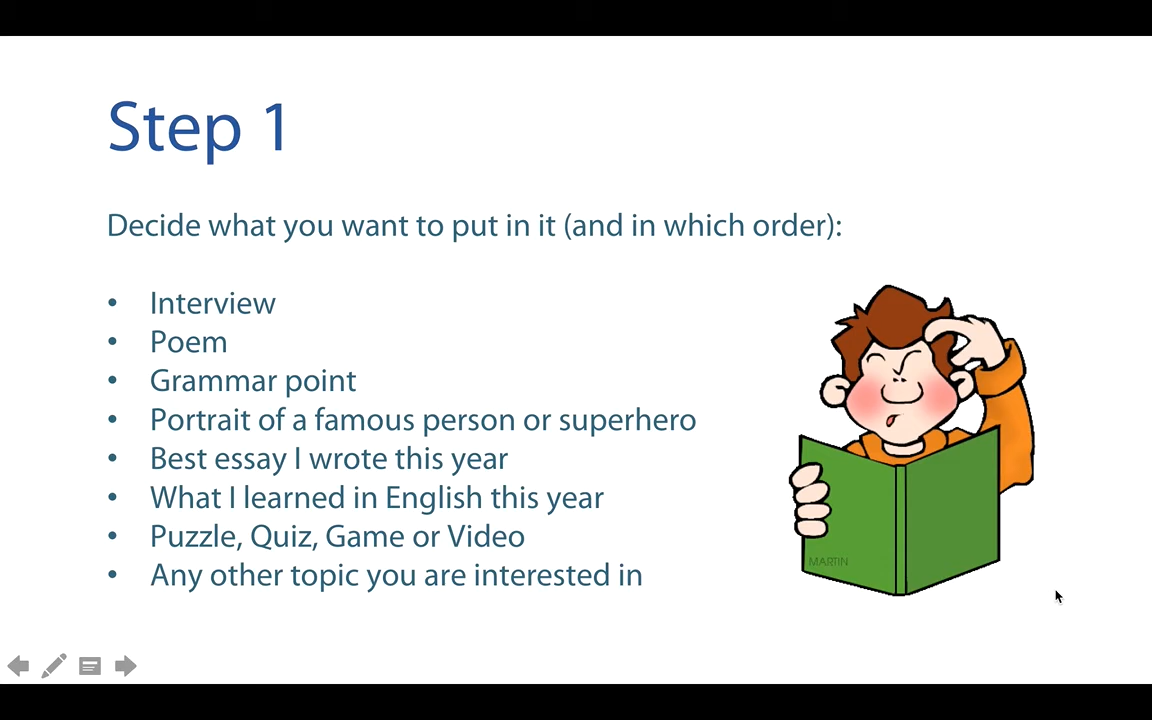 Step 1
Decide what you want to put in it (and in which order):
• Interview
• Poem
• Grammar point
• Portrait of a famous person or superhero
• Best essay I wrote this year
• What I learned in English this year
• Puzzle, Quiz, Game or Video
• Any other topic you are interested in
MARTIN